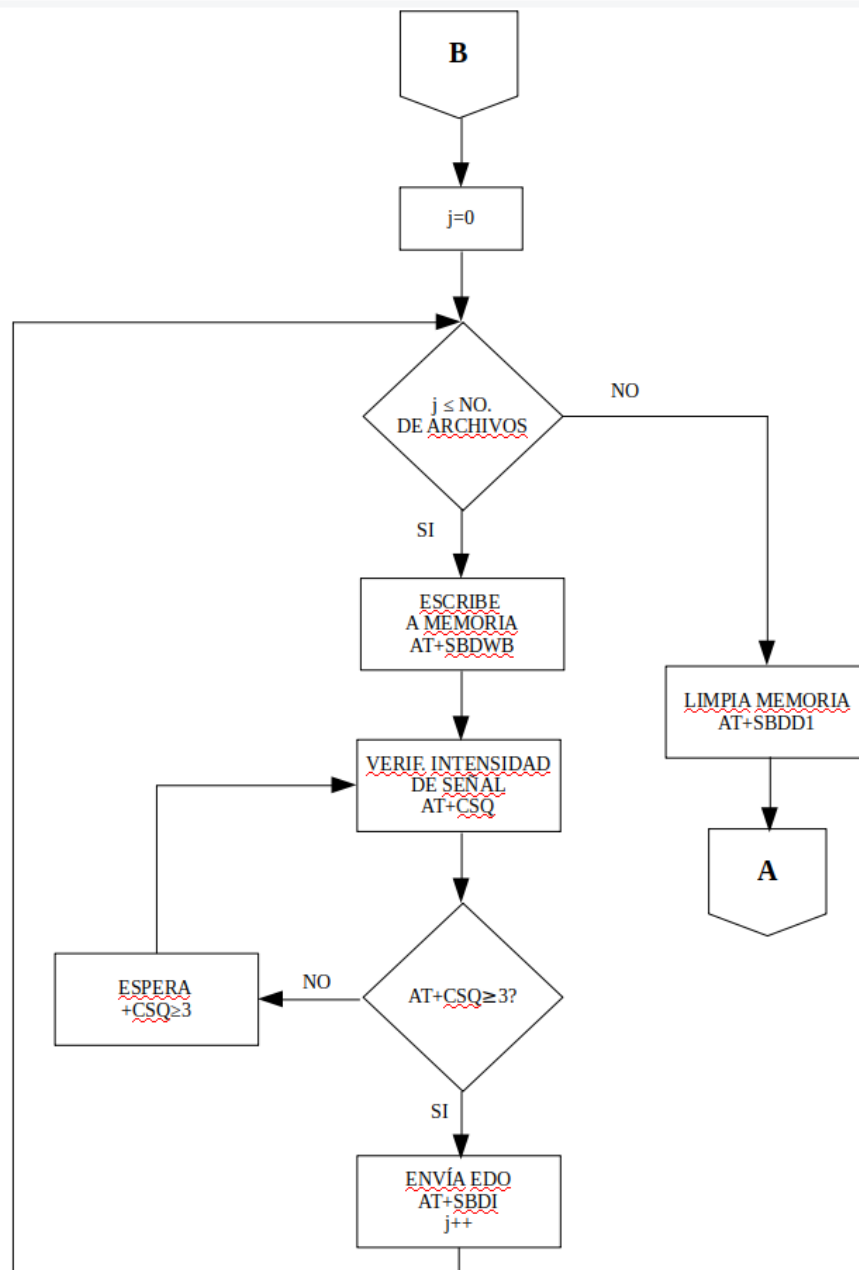 B
j=0
j ≤ NO.
DE ARCHIVOS
NO
SI
ESCRIBE
A MEMORIA
AT+SBDWB
LIMPIA MEMORIA
AT+SBDD1
VERIF. INTENSIDAD
DE SEÑAL
AT+CSQ
A
ESPERA
+CSQ≥3
NO
AT+CSQ≥3?
SI
ENVÍA EDO
AT+SBDI
j++